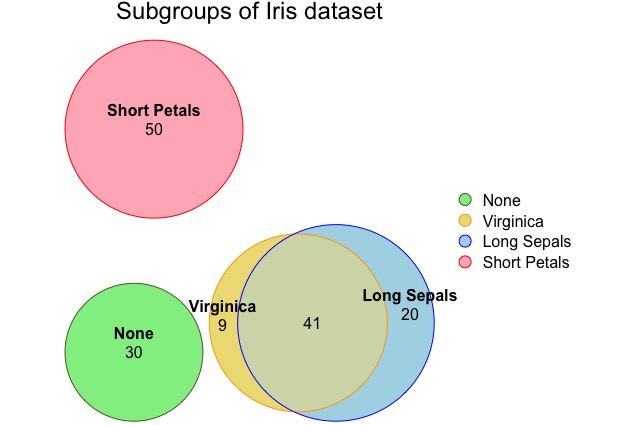 Subgroups of Iris dataset
Short Petals
50
None
Virginica
Long Sepals
Short Petals
Virginica
9
41
Long Sepals
20
None
30